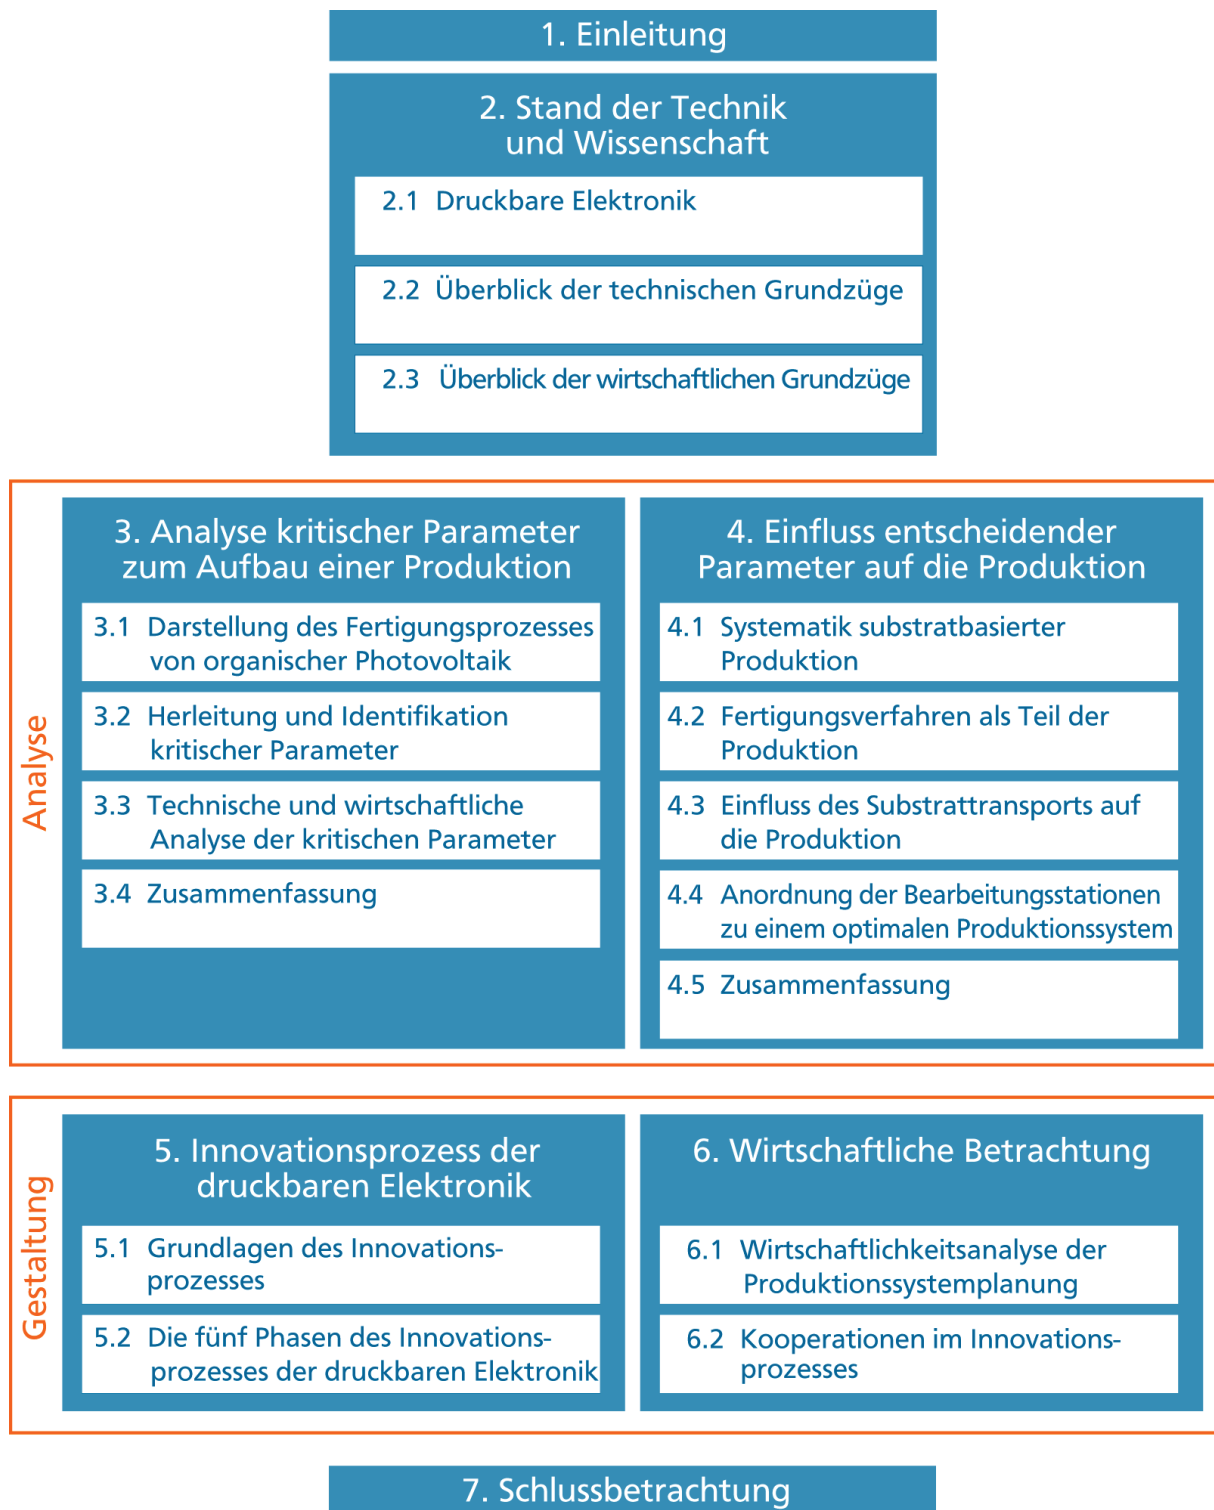 1. Einleitung
2. Stand der Technik
und Wissenschaft
2.1 Druckbare Elektronik
2.2 Überblick der technischen Grundzüge
2.3 Überblick der wirtschaftlichen Grundzüge
Analyse
3. Analyse kritischer Parameter
zum Aufbau einer Produktion
3.1 Darstellung des Fertigungsprozesses
von organischer Photovoltaik
3.2 Herleitung und Identifikation
kritischer Parameter
3.3 Technische und wirtschaftliche
Analyse der kritischen Parameter
3.4 Zusammenfassung
4. Einfluss entscheidender
Parameter auf die Produktion
4.1 Systematik substratbasierter
Produktion
4.2 Fertigungsverfahren als Teil der
Produktion
4.3 Einfluss des Substrattransports auf
die Produktion
4.4 Anordnung der Bearbeitungsstationen
zu einem optimalen Produktionssystem
4.5 Zusammenfassung
Gestaltung
5. Innovationsprozess der
druckbaren Elektronik
5.1 Grundlagen des Innovations-
prozesses
5.2 Die fünf Phasen des Innovations-
prozesses der druckbaren Elektronik
6. Wirtschaftliche Betrachtung
6.1 Wirtschaftlichkeitsanalyse der
Produktionssystemplanung
6.2 Kooperationen im Innovations-
prozesses
7. Schlussbetrachtung